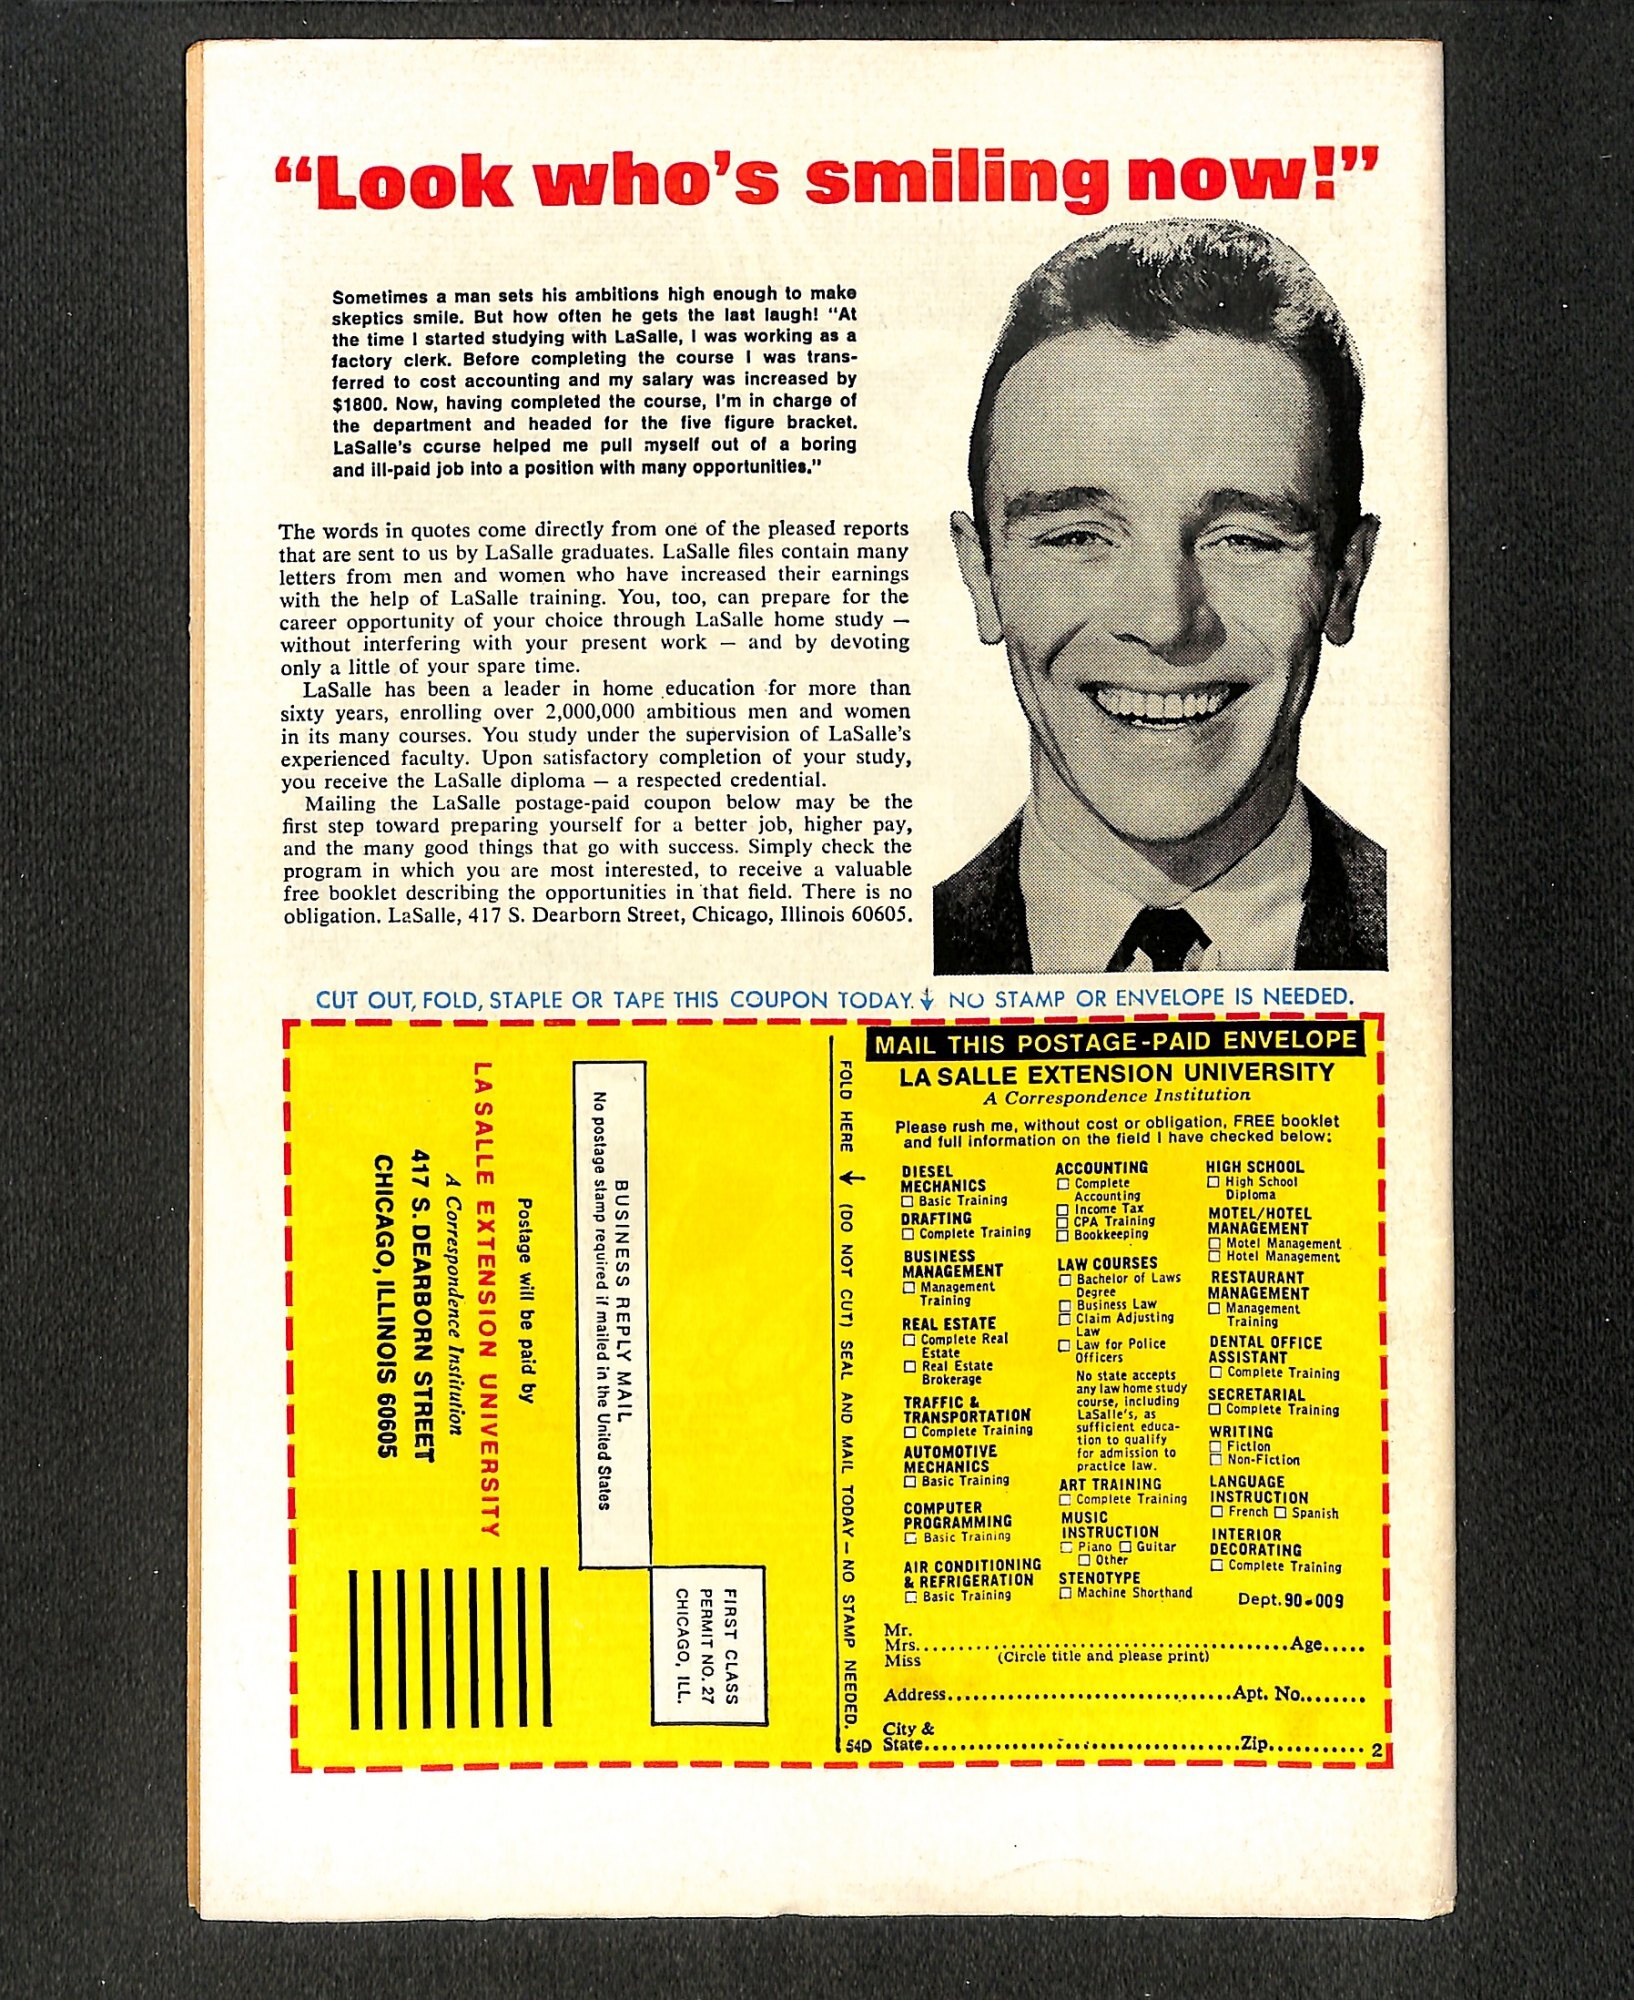 “Look who’s smiling now!”
Sometimes a man sets his ambitions high enough to make
skeptics smile. But how often he gets the last laugh! “At
the time I started studying with LaSalle, I was working as a
factory clerk. Before completing the course I was trans-
ferred to cost accounting and my salary was increased by
$1800. Now, having completed the course, I'm in charge of
the department and headed for the five figure bracket.
LaSalle's course helped me pull myself out of a boring
and ill-paid job into a position with many opportunities.”
The words in quotes come directly from one of the pleased reports
that are sent to us by LaSalle graduates. LaSalle files contain many
letters from men and women who have increased their earnings
with the help of LaSalle training. You, too, can prepare for the
career opportunity of your choice through LaSalle home study —
without interfering with your present work — and by devoting
only a little of your spare time.
LaSalle has been a leader in home education for more than
sixty years, enrolling over 2,000,000 ambitious men and women
in its many courses. You study under the supervision of LaSalle's
experienced faculty. Upon satisfactory completion of your study,
you receive the LaSalle diploma — a respected credential.
Mailing the LaSalle postage-paid coupon below may be the
first step toward preparing yourself for a better job, higher pay,
and the many good things that go with success. Simply check the
program in which you are most interested, to receive a valuable
free booklet describing the opportunities in that field. There is no
obligation. LaSalle, 417 S. Dearborn Street, Chicago, Illinois 60605.
CUT OUT, FOLD, STAPLE OR TAPE THIS COUPON TODAY. ↓ NO STAMP OR ENVELOPE IS NEEDED.
FIRST CLASS
PERMIT NO. 27
CHICAGO, ILL.
BUSINESS REPLY MAIL
No postage stamp required if mailed in the United States
Postage will be paid by
LA SALLE EXTENSION UNIVERSITY
A Correspondence Institution
417 S. DEARBORN STREET
CHICAGO, ILLINOIS 60605
FOLD HERE ↓ (DO NOT CUT) SEAL AND MAIL TODAY — NO STAMP NEEDED.
54D
MAIL THIS POSTAGE-PAID ENVELOPE
LA SALLE EXTENSION UNIVERSITY
A Correspondence Institution
Please rush me, without cost or obligation, FREE booklet
and full information on the field I have checked below:
DIESEL
MECHANICS
☐ Basic Training
DRAFTING
☐ Complete Training
BUSINESS
MANAGEMENT
☐ Management
Training
REAL ESTATE
☐ Complete Real
Estate
☐ Real Estate
Brokerage
TRAFFIC &
TRANSPORTATION
☐ Complete Training
AUTOMOTIVE
MECHANICS
☐ Basic Training
COMPUTER
PROGRAMMING
☐ Basic Training
AIR CONDITIONING
& REFRIGERATION
☐ Basic Training
ACCOUNTING
☐ Complete
Accounting
☐ Income Tax
☐ CPA Training
☐ Bookkeeping
LAW COURSES
☐ Bachelor of Laws
Degree
☐ Business Law
☐ Claim Adjusting
Law
☐ Law for Police
Officers
No state accepts
any law home study
course, including
LaSalle's, as
sufficient educa-
tion to qualify
for admission to
practice law.
ART TRAINING
☐ Complete Training
MUSIC
INSTRUCTION
☐ Piano ☐ Guitar
☐ Other
STENOTYPE
☐ Machine Shorthand
HIGH SCHOOL
☐ High School
Diploma
MOTEL/HOTEL
MANAGEMENT
☐ Motel Management
☐ Hotel Management
RESTAURANT
MANAGEMENT
☐ Management
Training
DENTAL OFFICE
ASSISTANT
☐ Complete Training
SECRETARIAL
☐ Complete Training
WRITING
☐ Fiction
☐ Non-Fiction
LANGUAGE
INSTRUCTION
☐ French ☐ Spanish
INTERIOR
DECORATING
☐ Complete Training
Dept. 90-009
Mr.
Mrs. Age
Miss (Circle title and please print)
Address Apt. No.
City &
State Zip 2